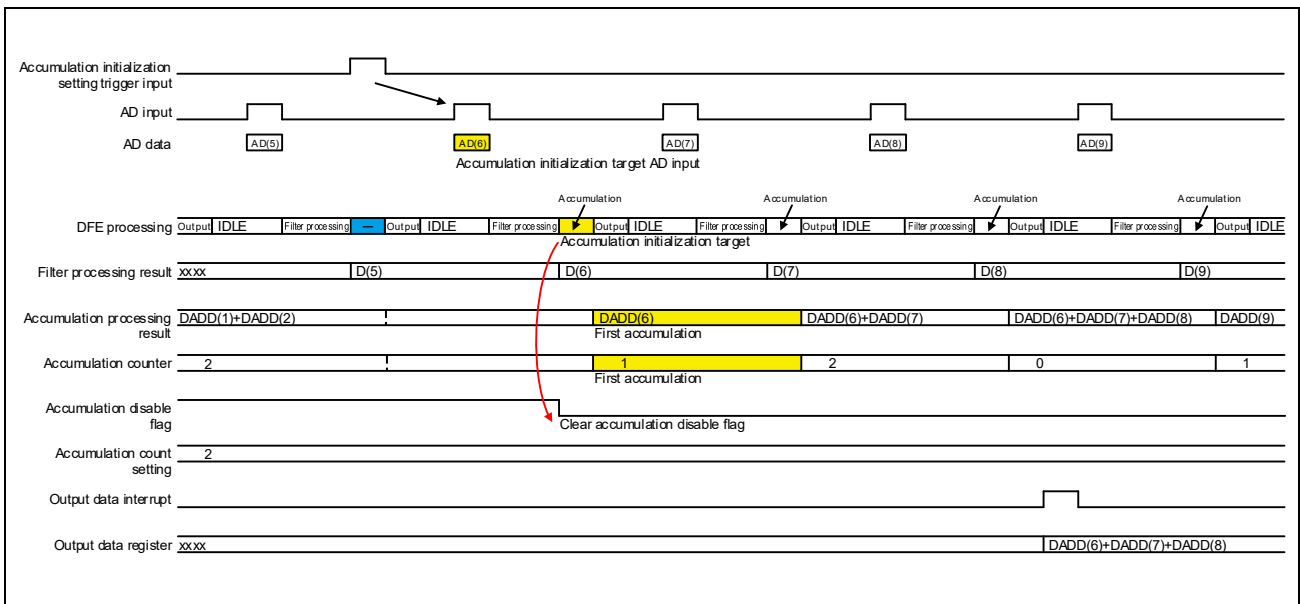 Accumulation initialization
setting trigger input
AD input
AD data
AD(5)
AD(6)
AD(7)
AD(8)
AD(9)
Accumulation initialization target AD input
Accumulation
Accumulation
Accumulation
Accumulation
DFE processing
Output
IDLE
Filter processing
—
Output
IDLE
Filter processing
Output
IDLE
Filter processing
Output
IDLE
Filter processing
Output
IDLE
Filter processing
Output
IDLE
Accumulation initialization target
Filter processing result
xxxx
D(5)
D(6)
D(7)
D(8)
D(9)
Accumulation processing
result
DADD(1)+DADD(2)
DADD(6)
DADD(6)+DADD(7)
DADD(6)+DADD(7)+DADD(8)
DADD(9)
First accumulation
Accumulation counter
2
1
2
0
1
First accumulation
Accumulation disable
flag
Clear accumulation disable flag
Accumulation count
setting
2
Output data interrupt
Output data register
xxxx
DADD(6)+DADD(7)+DADD(8)